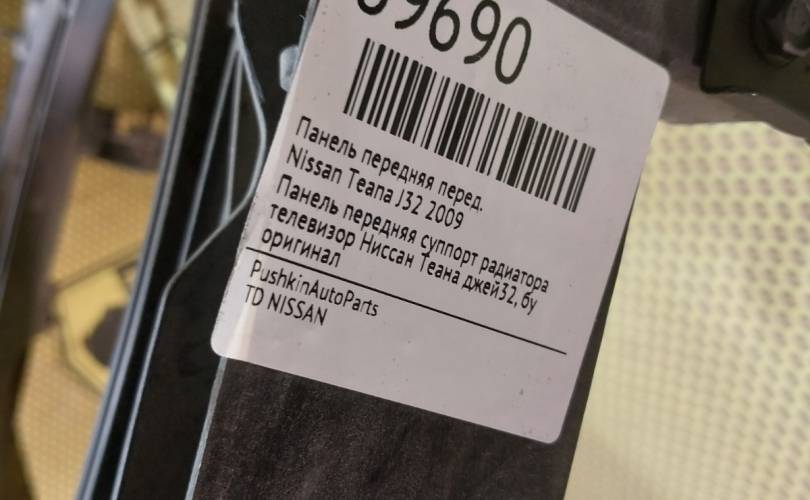 69690
Панель передняя перед.
Nissan Teana J32 2009
Панель передняя суппорт радиатора
телевизор Ниссан Теана джей32, бу
оригинал
PushkinAutoParts
TD NISSAN